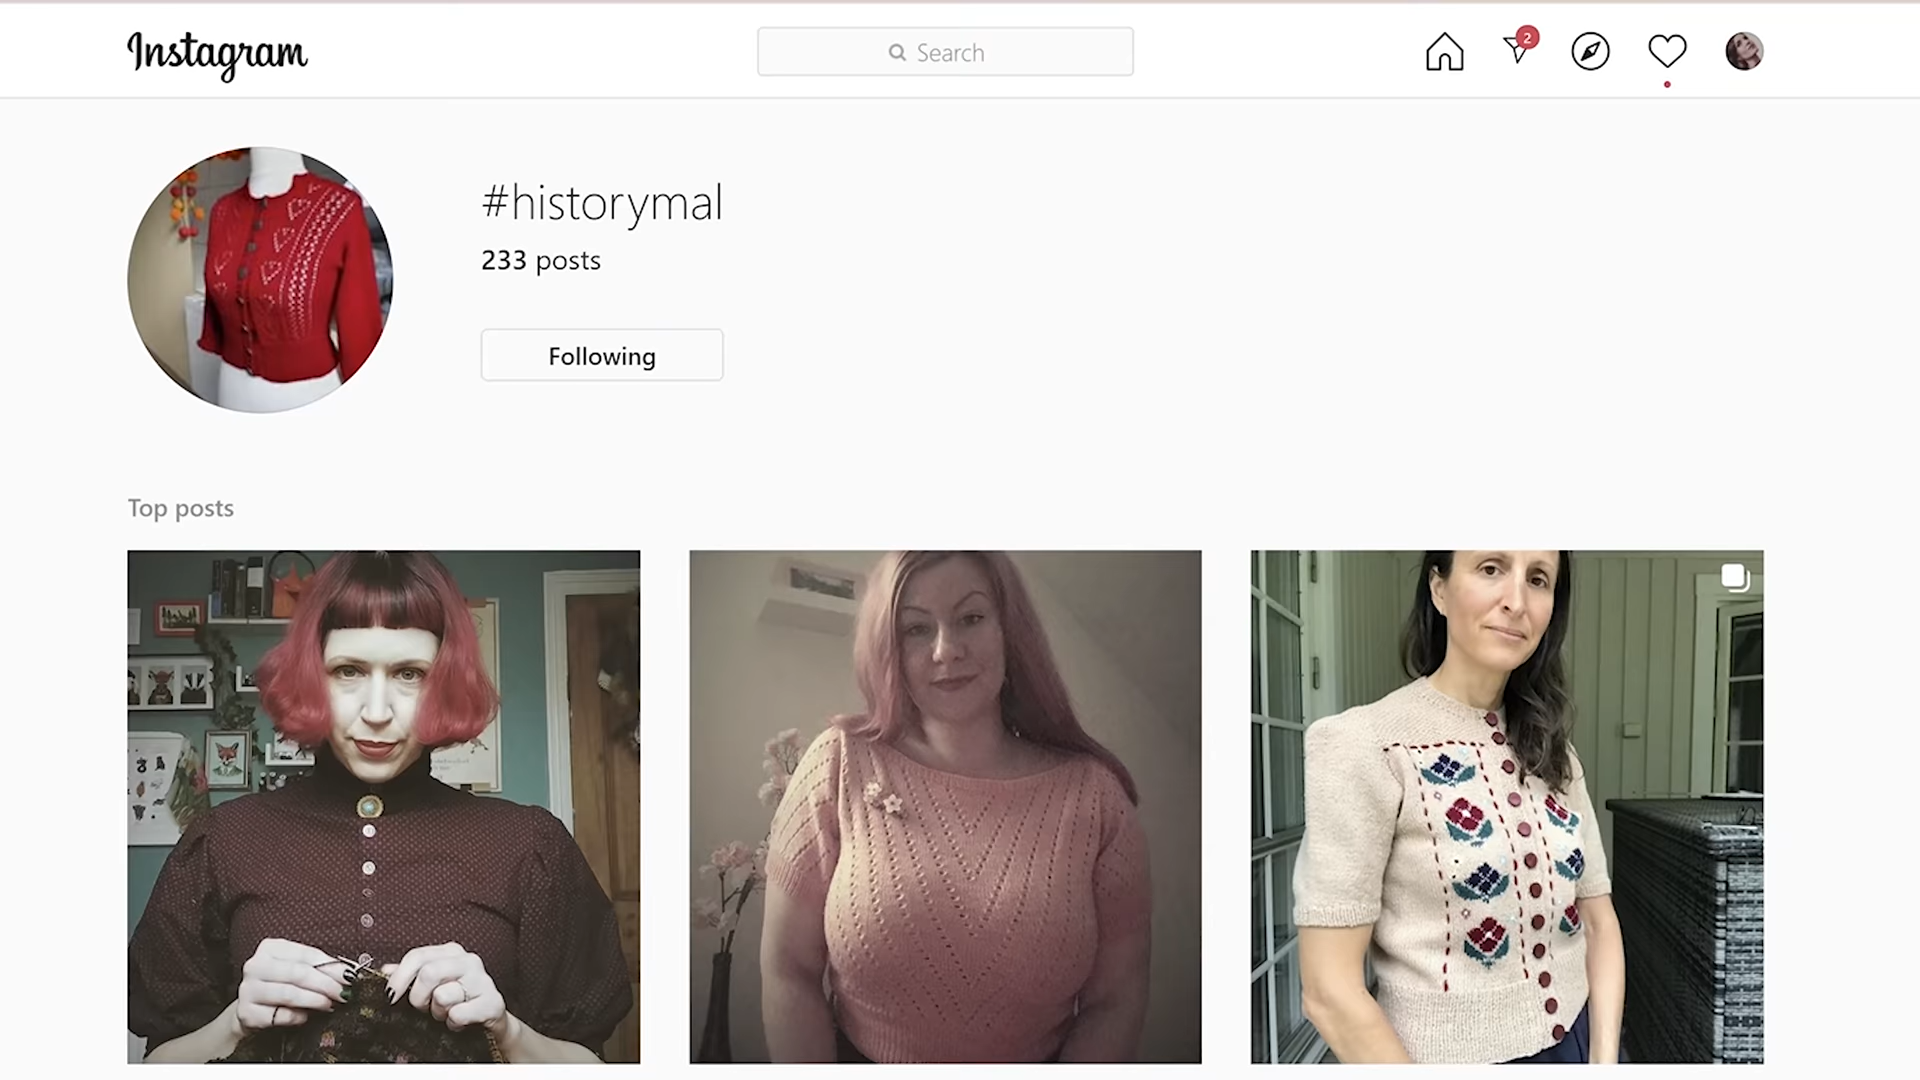 Instagram
Search
2
#historymal
233 posts
Following
Top posts